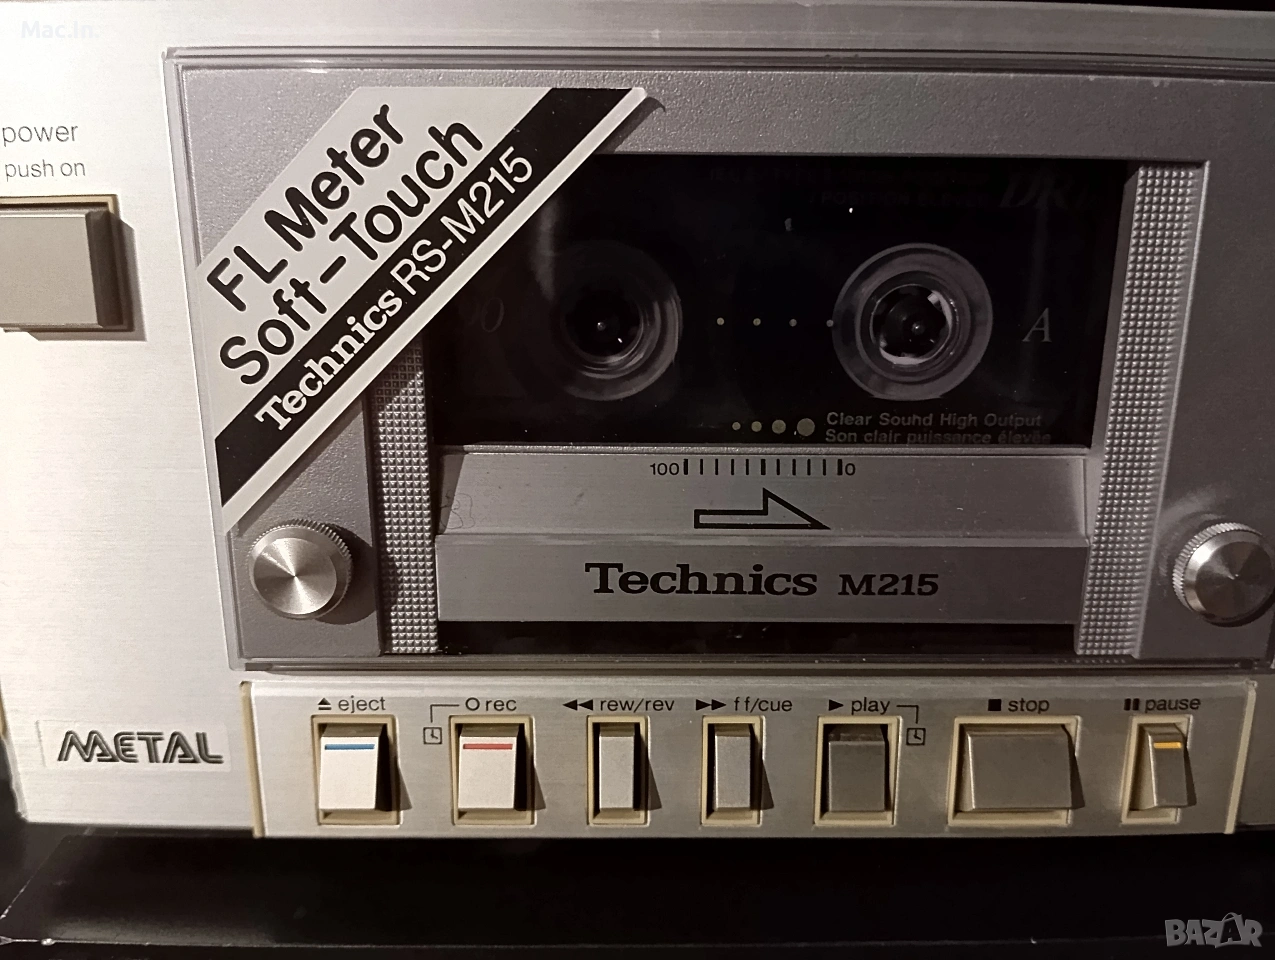 Mac.In.
power
push on
FL Meter
Soft-Touch
Technics RS-M215
90
A
Clear Sound High Output
Son clair puissance élevée
100 0
Technics M215
METAL
eject
rec
rew/rev
ff/cue
play
stop
pause
BAZAR